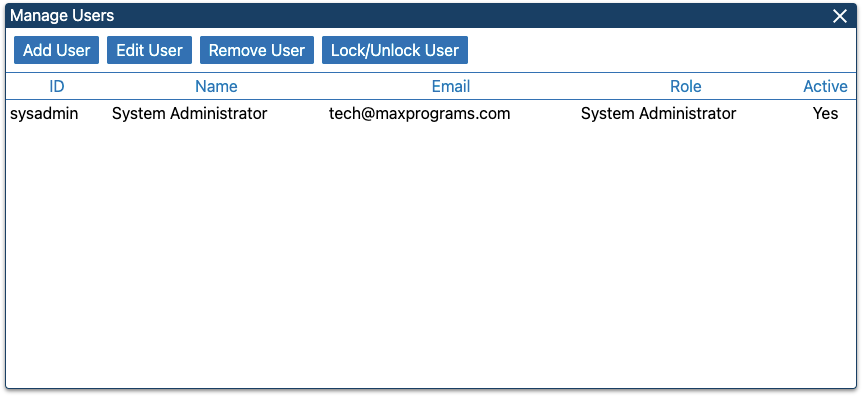 Manage Users
Add User Edit User Remove User Lock/Unlock User
ID Name Email Role Active
sysadmin System Administrator tech@maxprograms.com System Administrator Yes